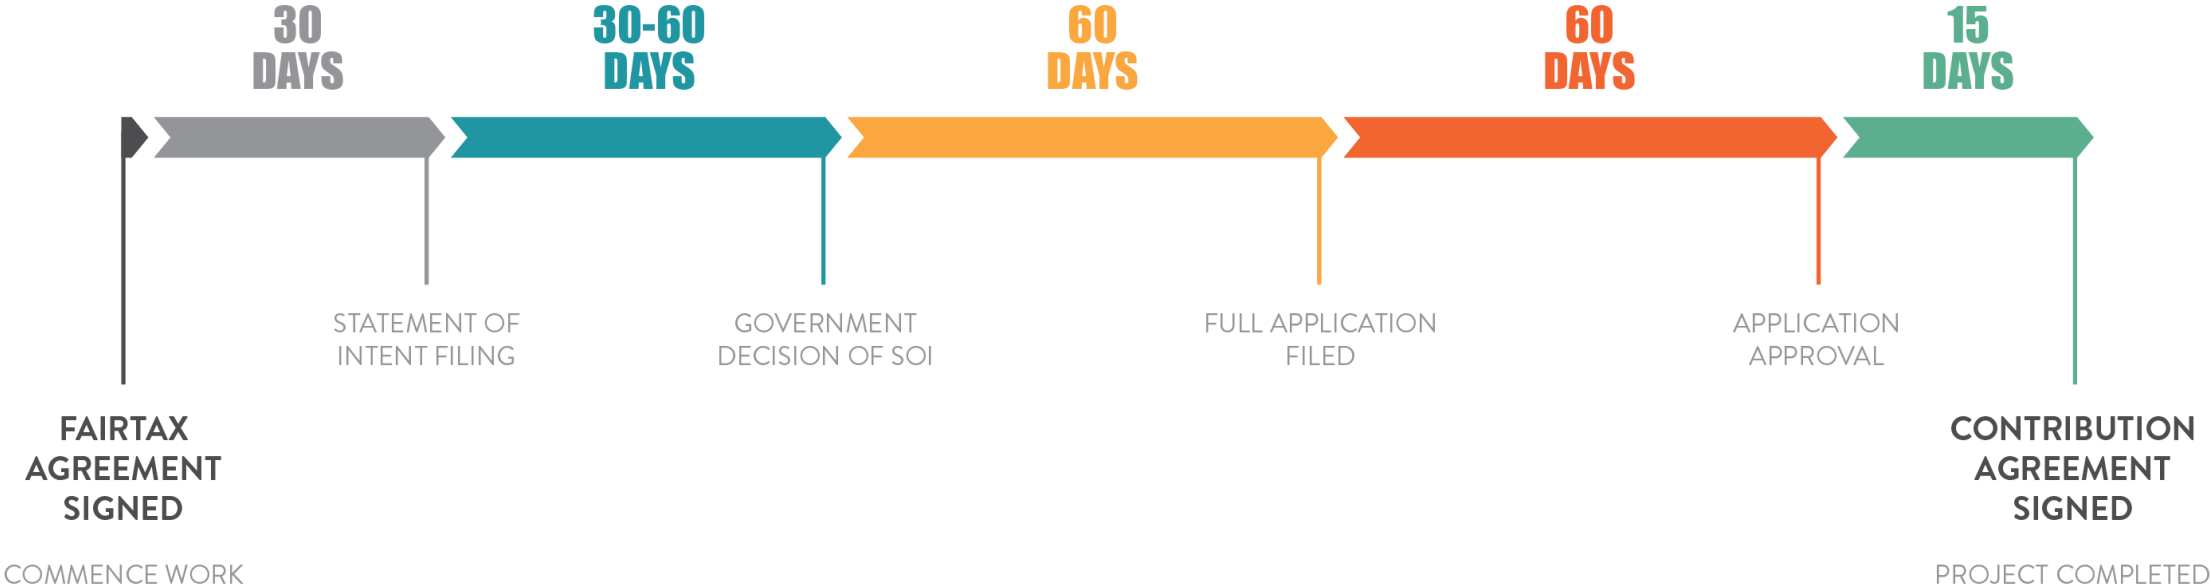 30
DAYS
30-60
DAYS
60
DAYS
60
DAYS
15
DAYS
STATEMENT OF
INTENT FILING
GOVERNMENT
DECISION OF SOI
FULL APPLICATION
FILED
APPLICATION
APPROVAL
FAIRTAX
AGREEMENT
SIGNED
COMMENCE WORK
CONTRIBUTION
AGREEMENT
SIGNED
PROJECT COMPLETED